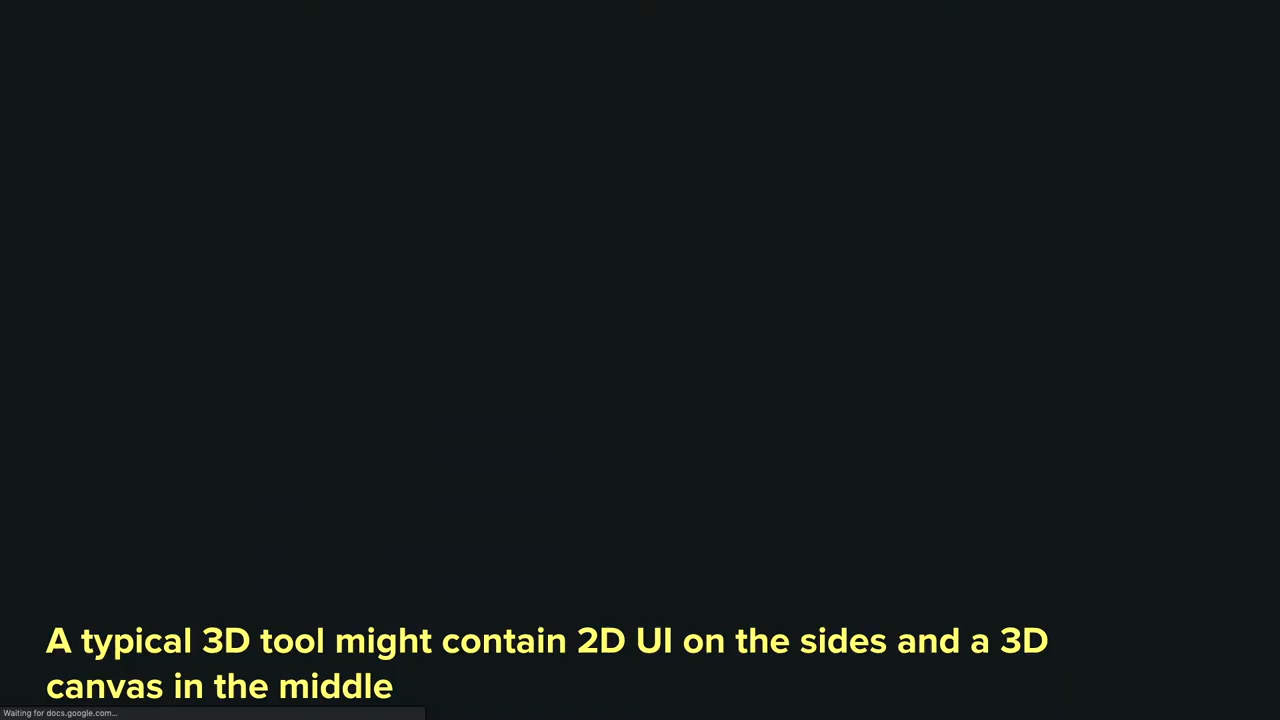 A typical 3D tool might contain 2D UI on the sides and a 3D
canvas in the middle
Waiting for docs.google.com...